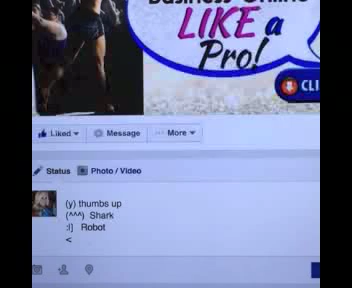 Business Online
LIKE a
Pro!
CLI
Liked
Message
More
Status
Photo / Video
(y) thumbs up
(^^^) Shark
:|] Robot
<